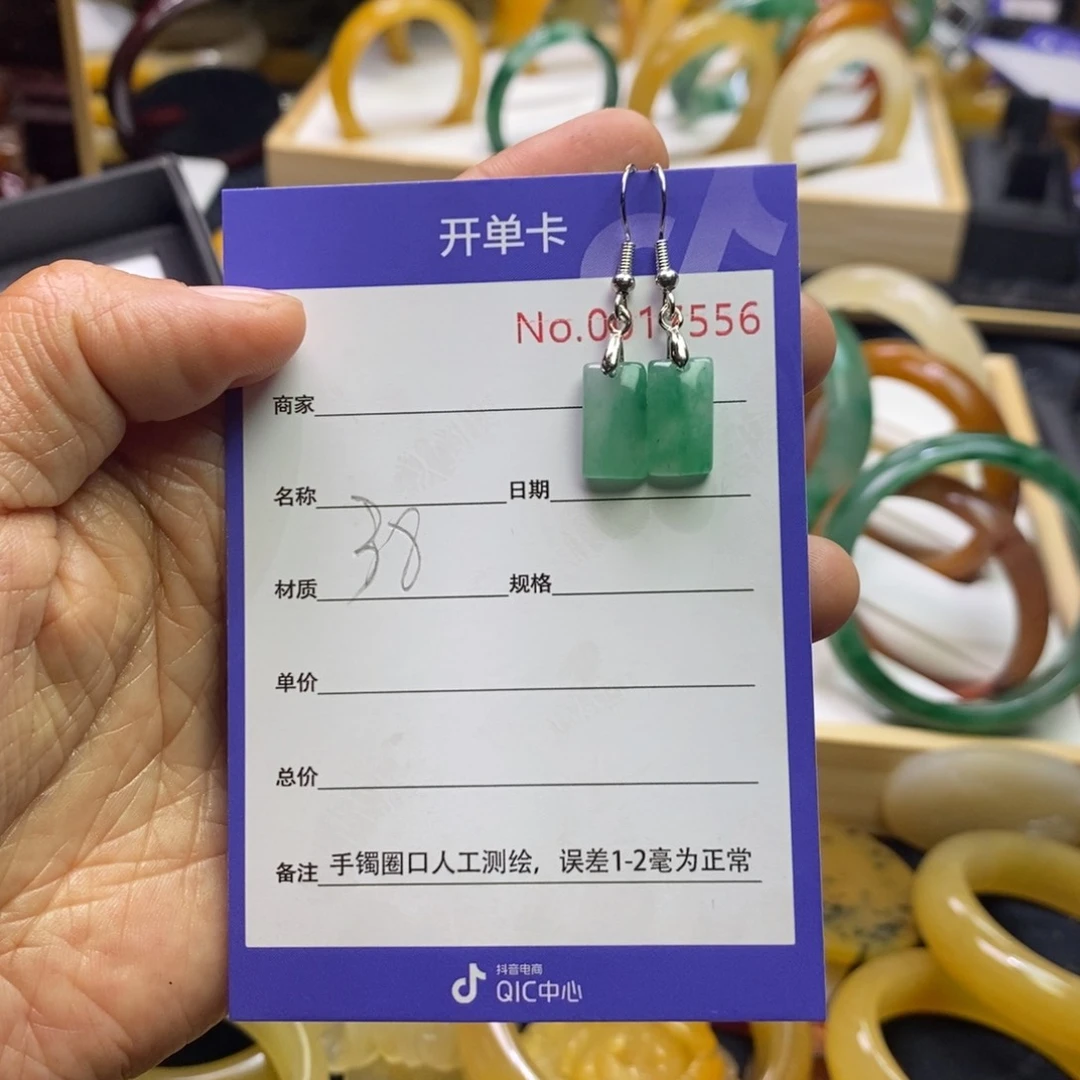 开单卡
No.0017556
商家
名称 日期
38
材质 规格
单价
总价
备注 手镯圈口人工测绘，误差1-2毫为正常
抖音电商
QIC中心